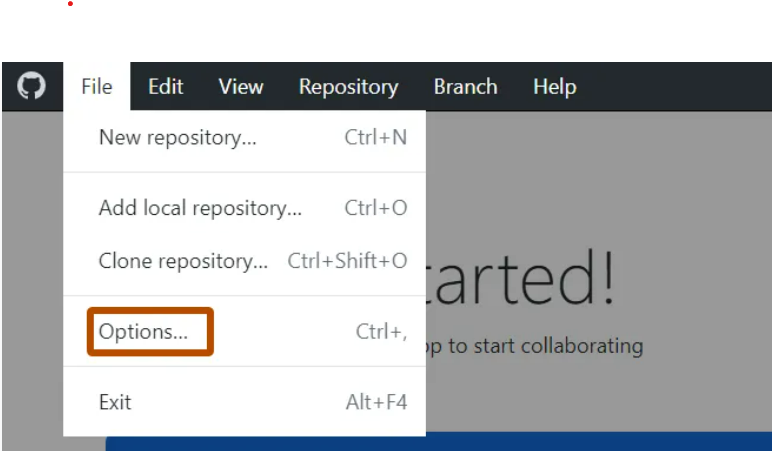 File Edit View Repository Branch Help
New repository... Ctrl+N
Add local repository... Ctrl+O
Clone repository... Ctrl+Shift+O
Options... Ctrl+,
to start collaborating
Exit Alt+F4